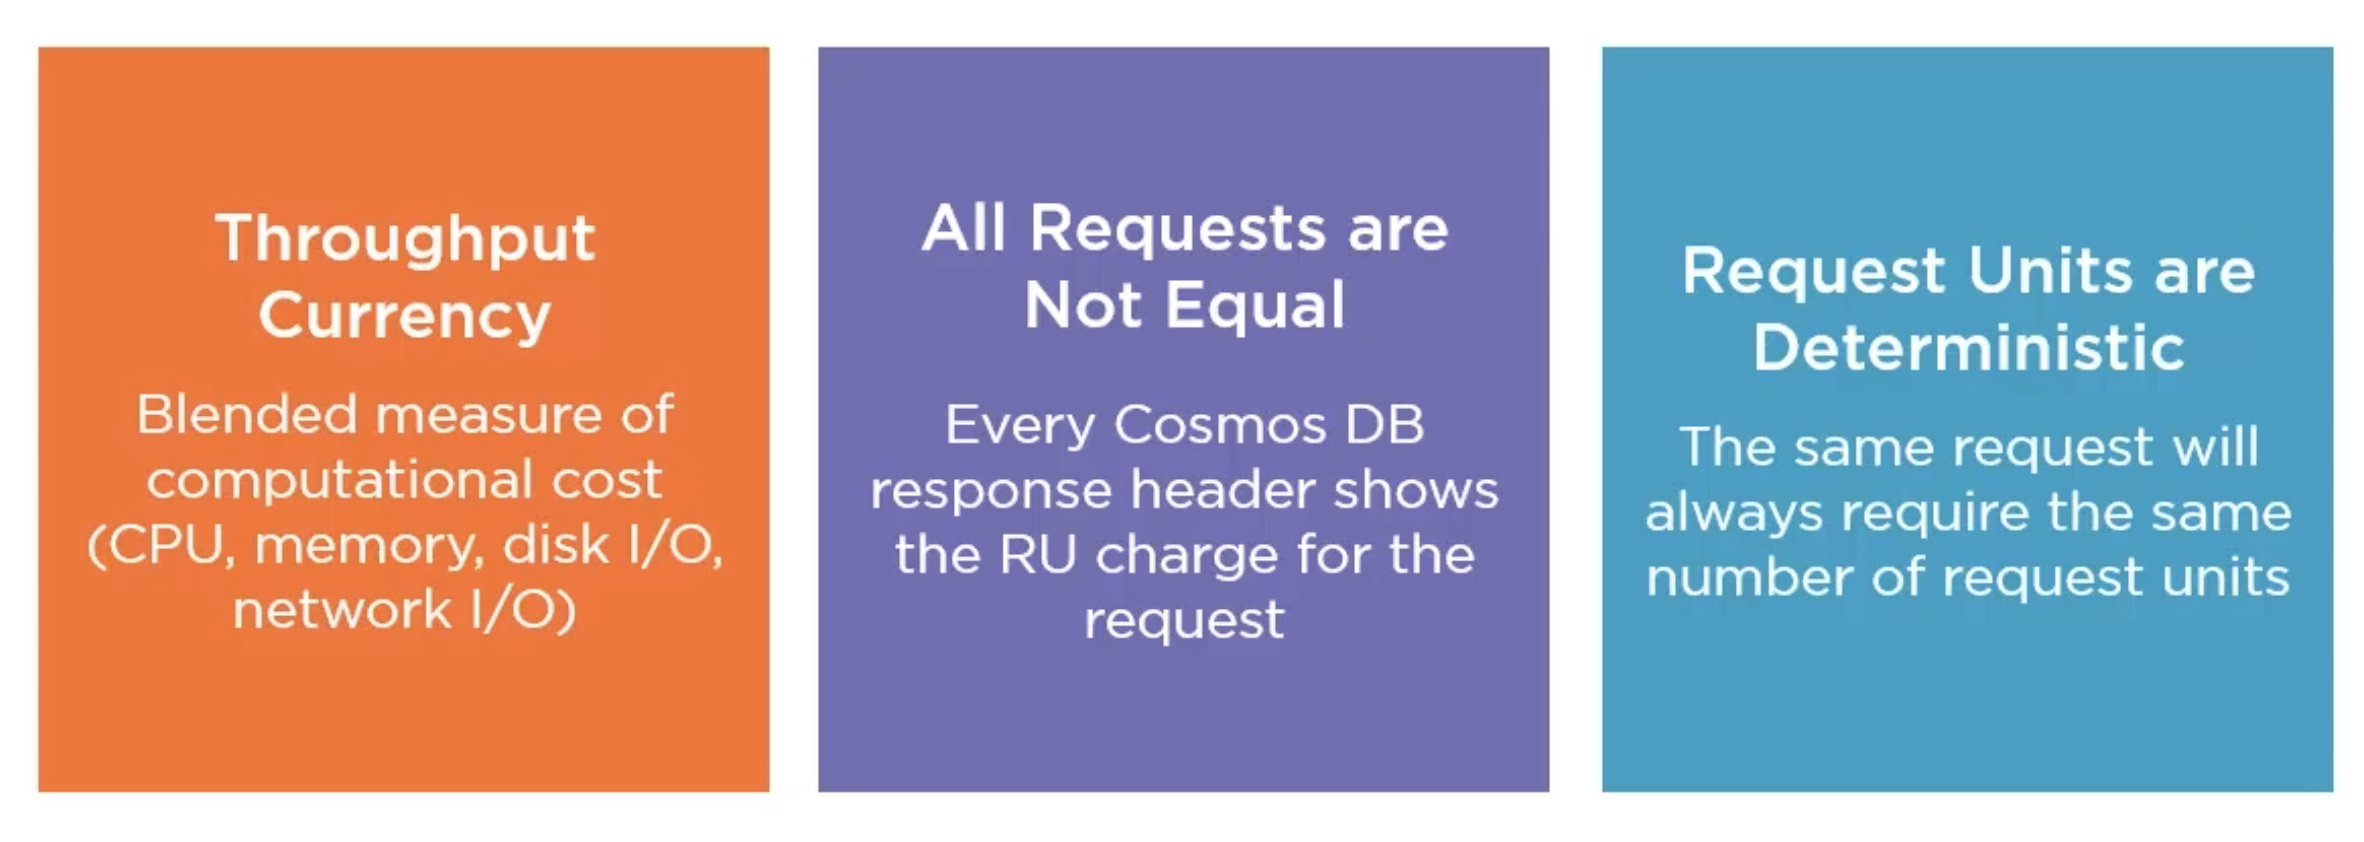 Throughput
Currency
Blended measure of
computational cost
(CPU, memory, disk I/O,
network I/O)
All Requests are
Not Equal
Every Cosmos DB
response header shows
the RU charge for the
request
Request Units are
Deterministic
The same request will
always require the same
number of request units